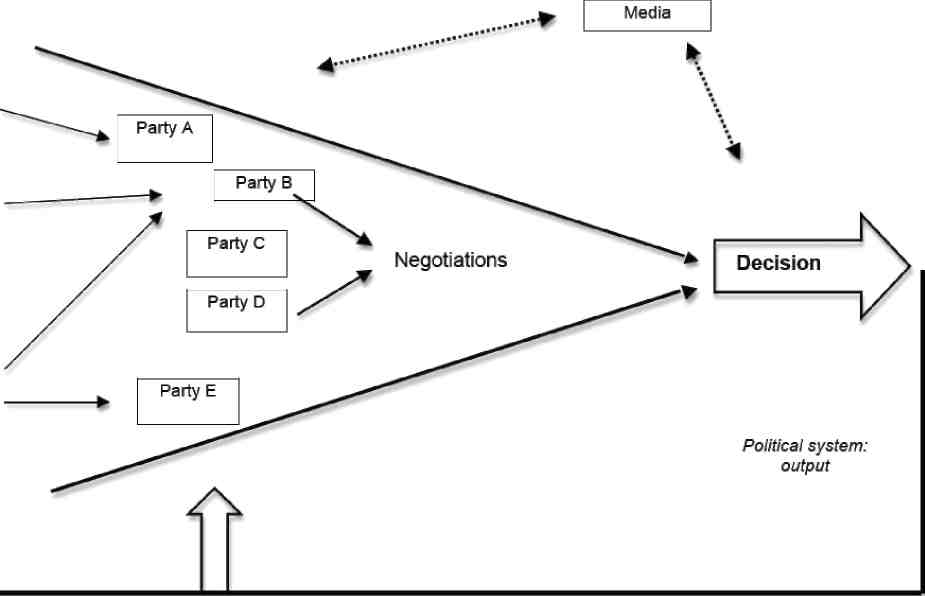 Media
Party A
Party B
Party C
Negotiations
Decision
Party D
Party E
Political system:
output